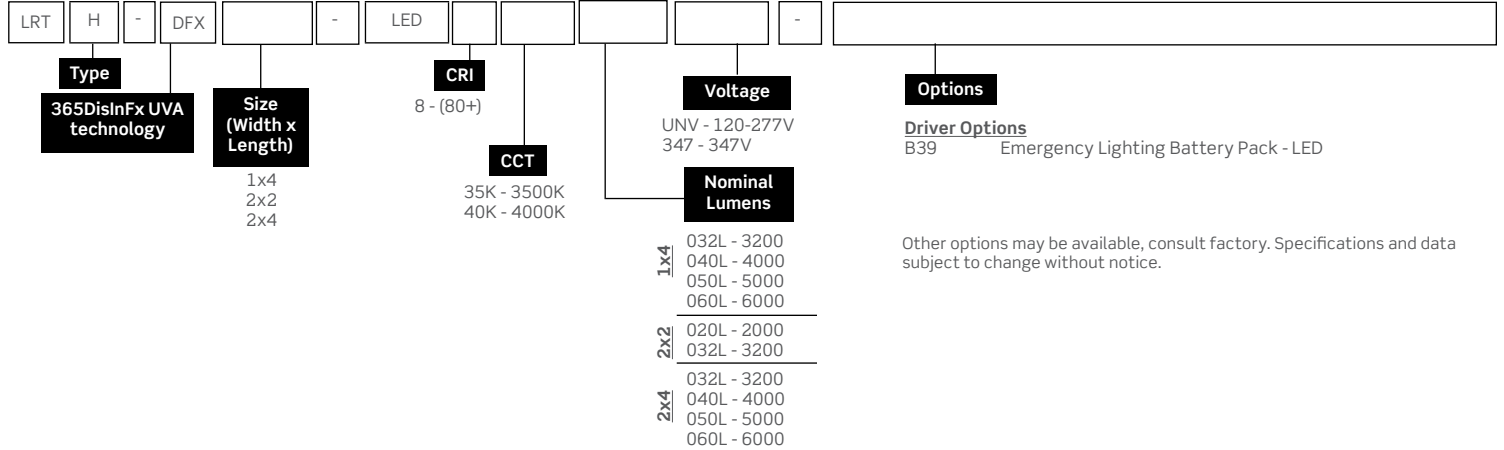 LRT H - DFX - LED -
Type
365DisInFx UVA
technology
Size
(Width x
Length)
1x4
2x2
2x4
CRI
8 - (80+)
CCT
35K - 3500K
40K - 4000K
Voltage
UNV - 120-277V
347 - 347V
Nominal
Lumens
1x4
032L - 3200
040L - 4000
050L - 5000
060L - 6000
2x2
020L - 2000
032L - 3200
2x4
032L - 3200
040L - 4000
050L - 5000
060L - 6000
Options
Driver Options
B39 Emergency Lighting Battery Pack - LED
Other options may be available, consult factory. Specifications and data
subject to change without notice.